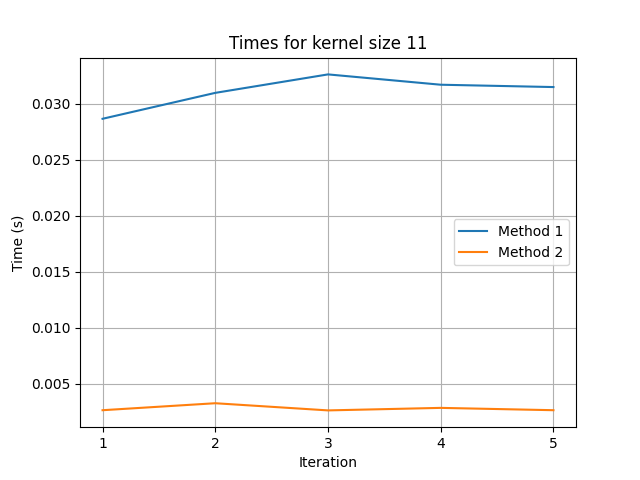 Times for kernel size 11
Time (s)
0.030
0.025
0.020
0.015
0.010
0.005
Method 1
Method 2
1 2 3 4 5
Iteration